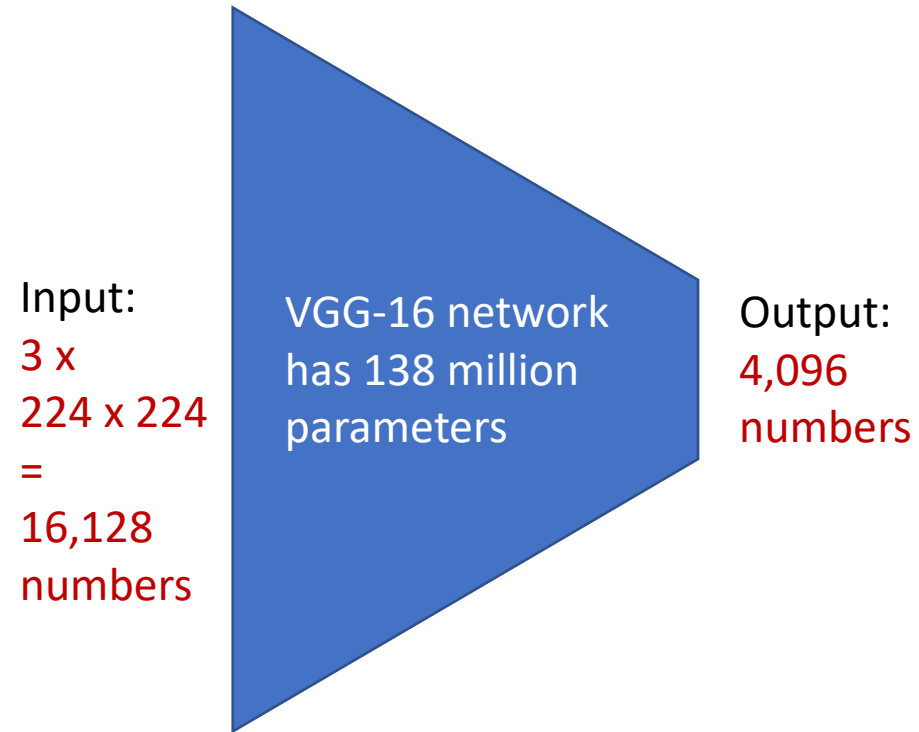 Input:
3 x
224 x 224
=
16,128
numbers
VGG-16 network
has 138 million
parameters
Output:
4,096
numbers